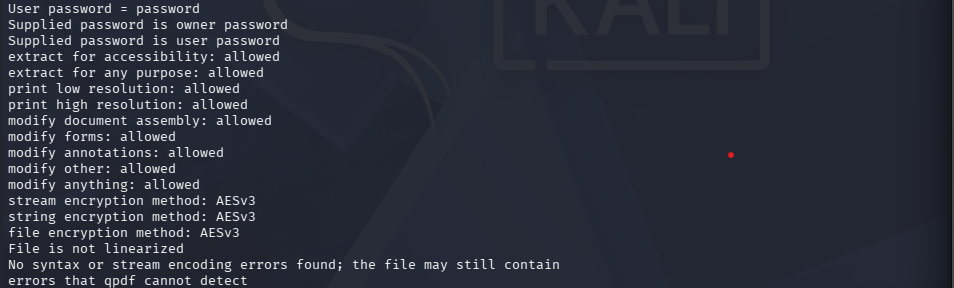 KALI
User password = password
Supplied password is owner password
Supplied password is user password
extract for accessibility: allowed
extract for any purpose: allowed
print low resolution: allowed
print high resolution: allowed
modify document assembly: allowed
modify forms: allowed
modify annotations: allowed
modify other: allowed
modify anything: allowed
stream encryption method: AESv3
string encryption method: AESv3
file encryption method: AESv3
File is not linearized
No syntax or stream encoding errors found; the file may still contain
errors that qpdf cannot detect